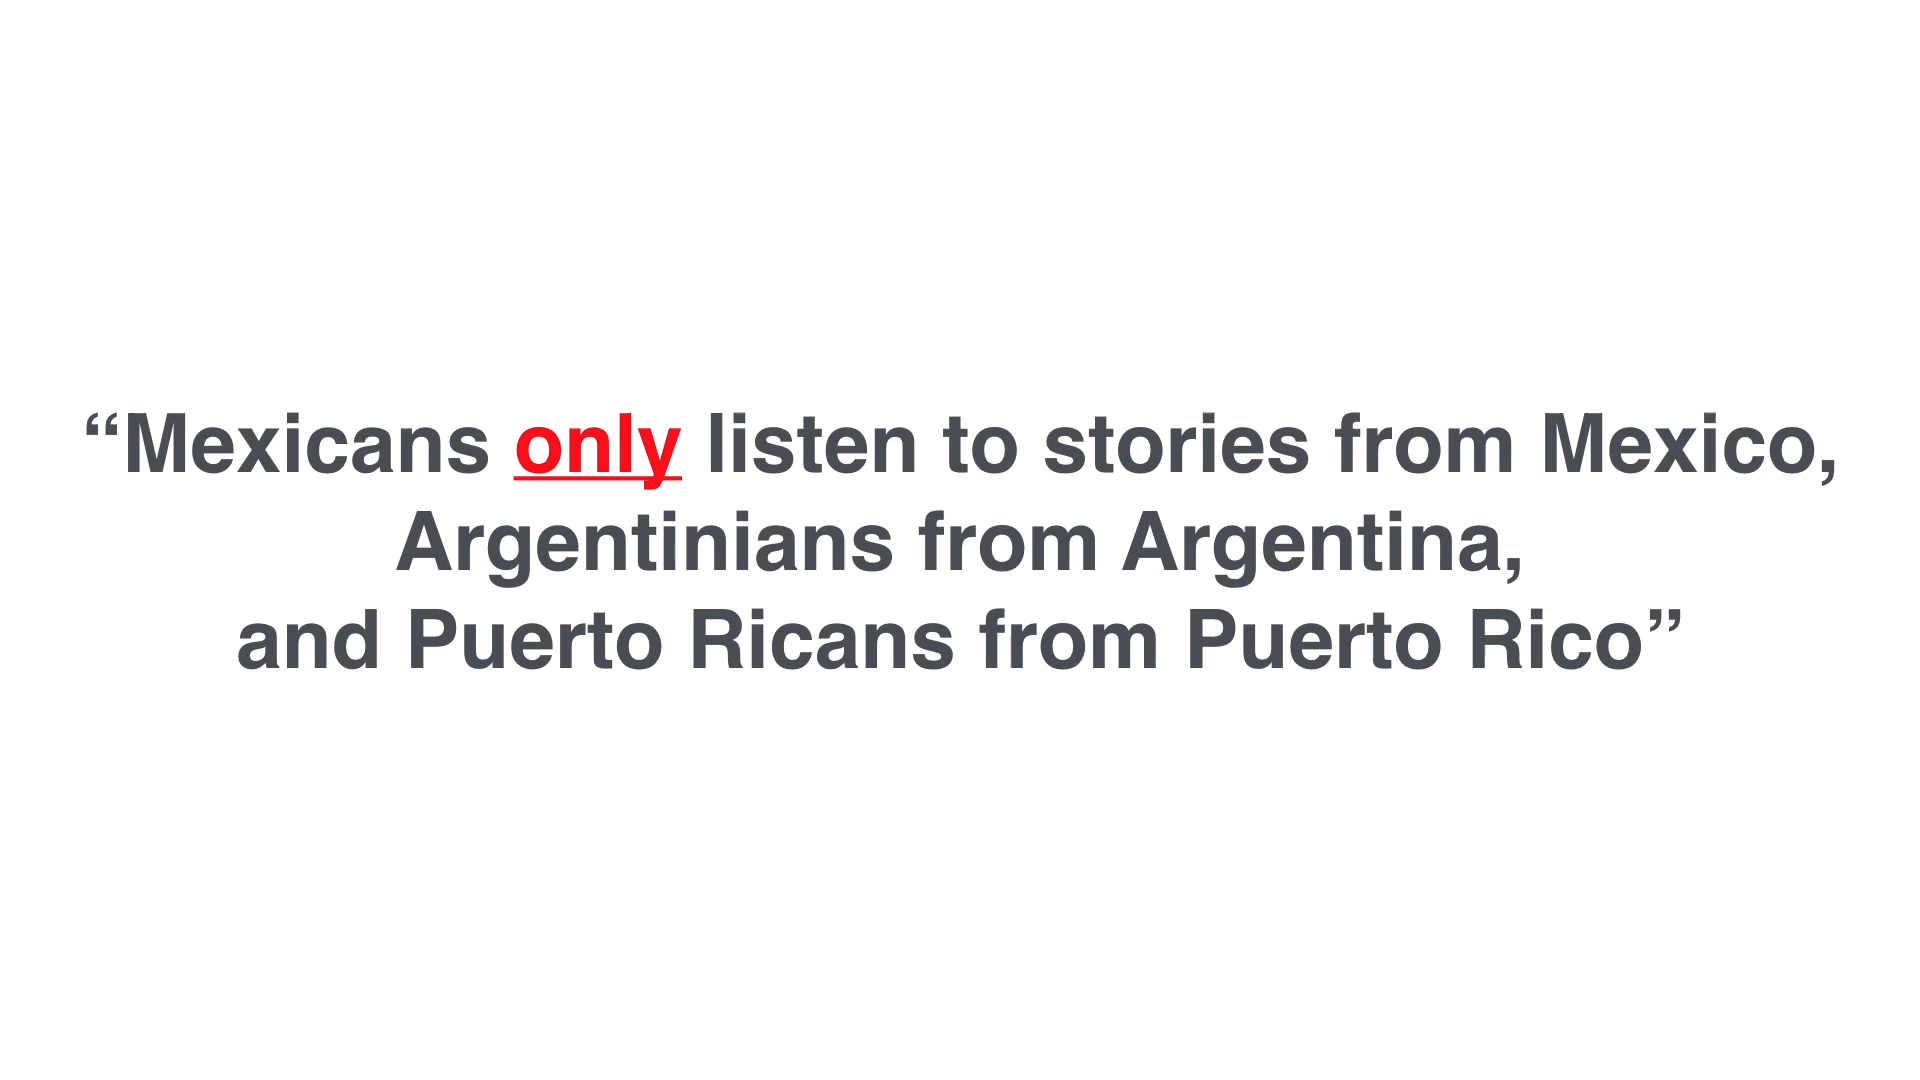 “Mexicans only listen to stories from Mexico,
Argentinians from Argentina,
and Puerto Ricans from Puerto Rico”